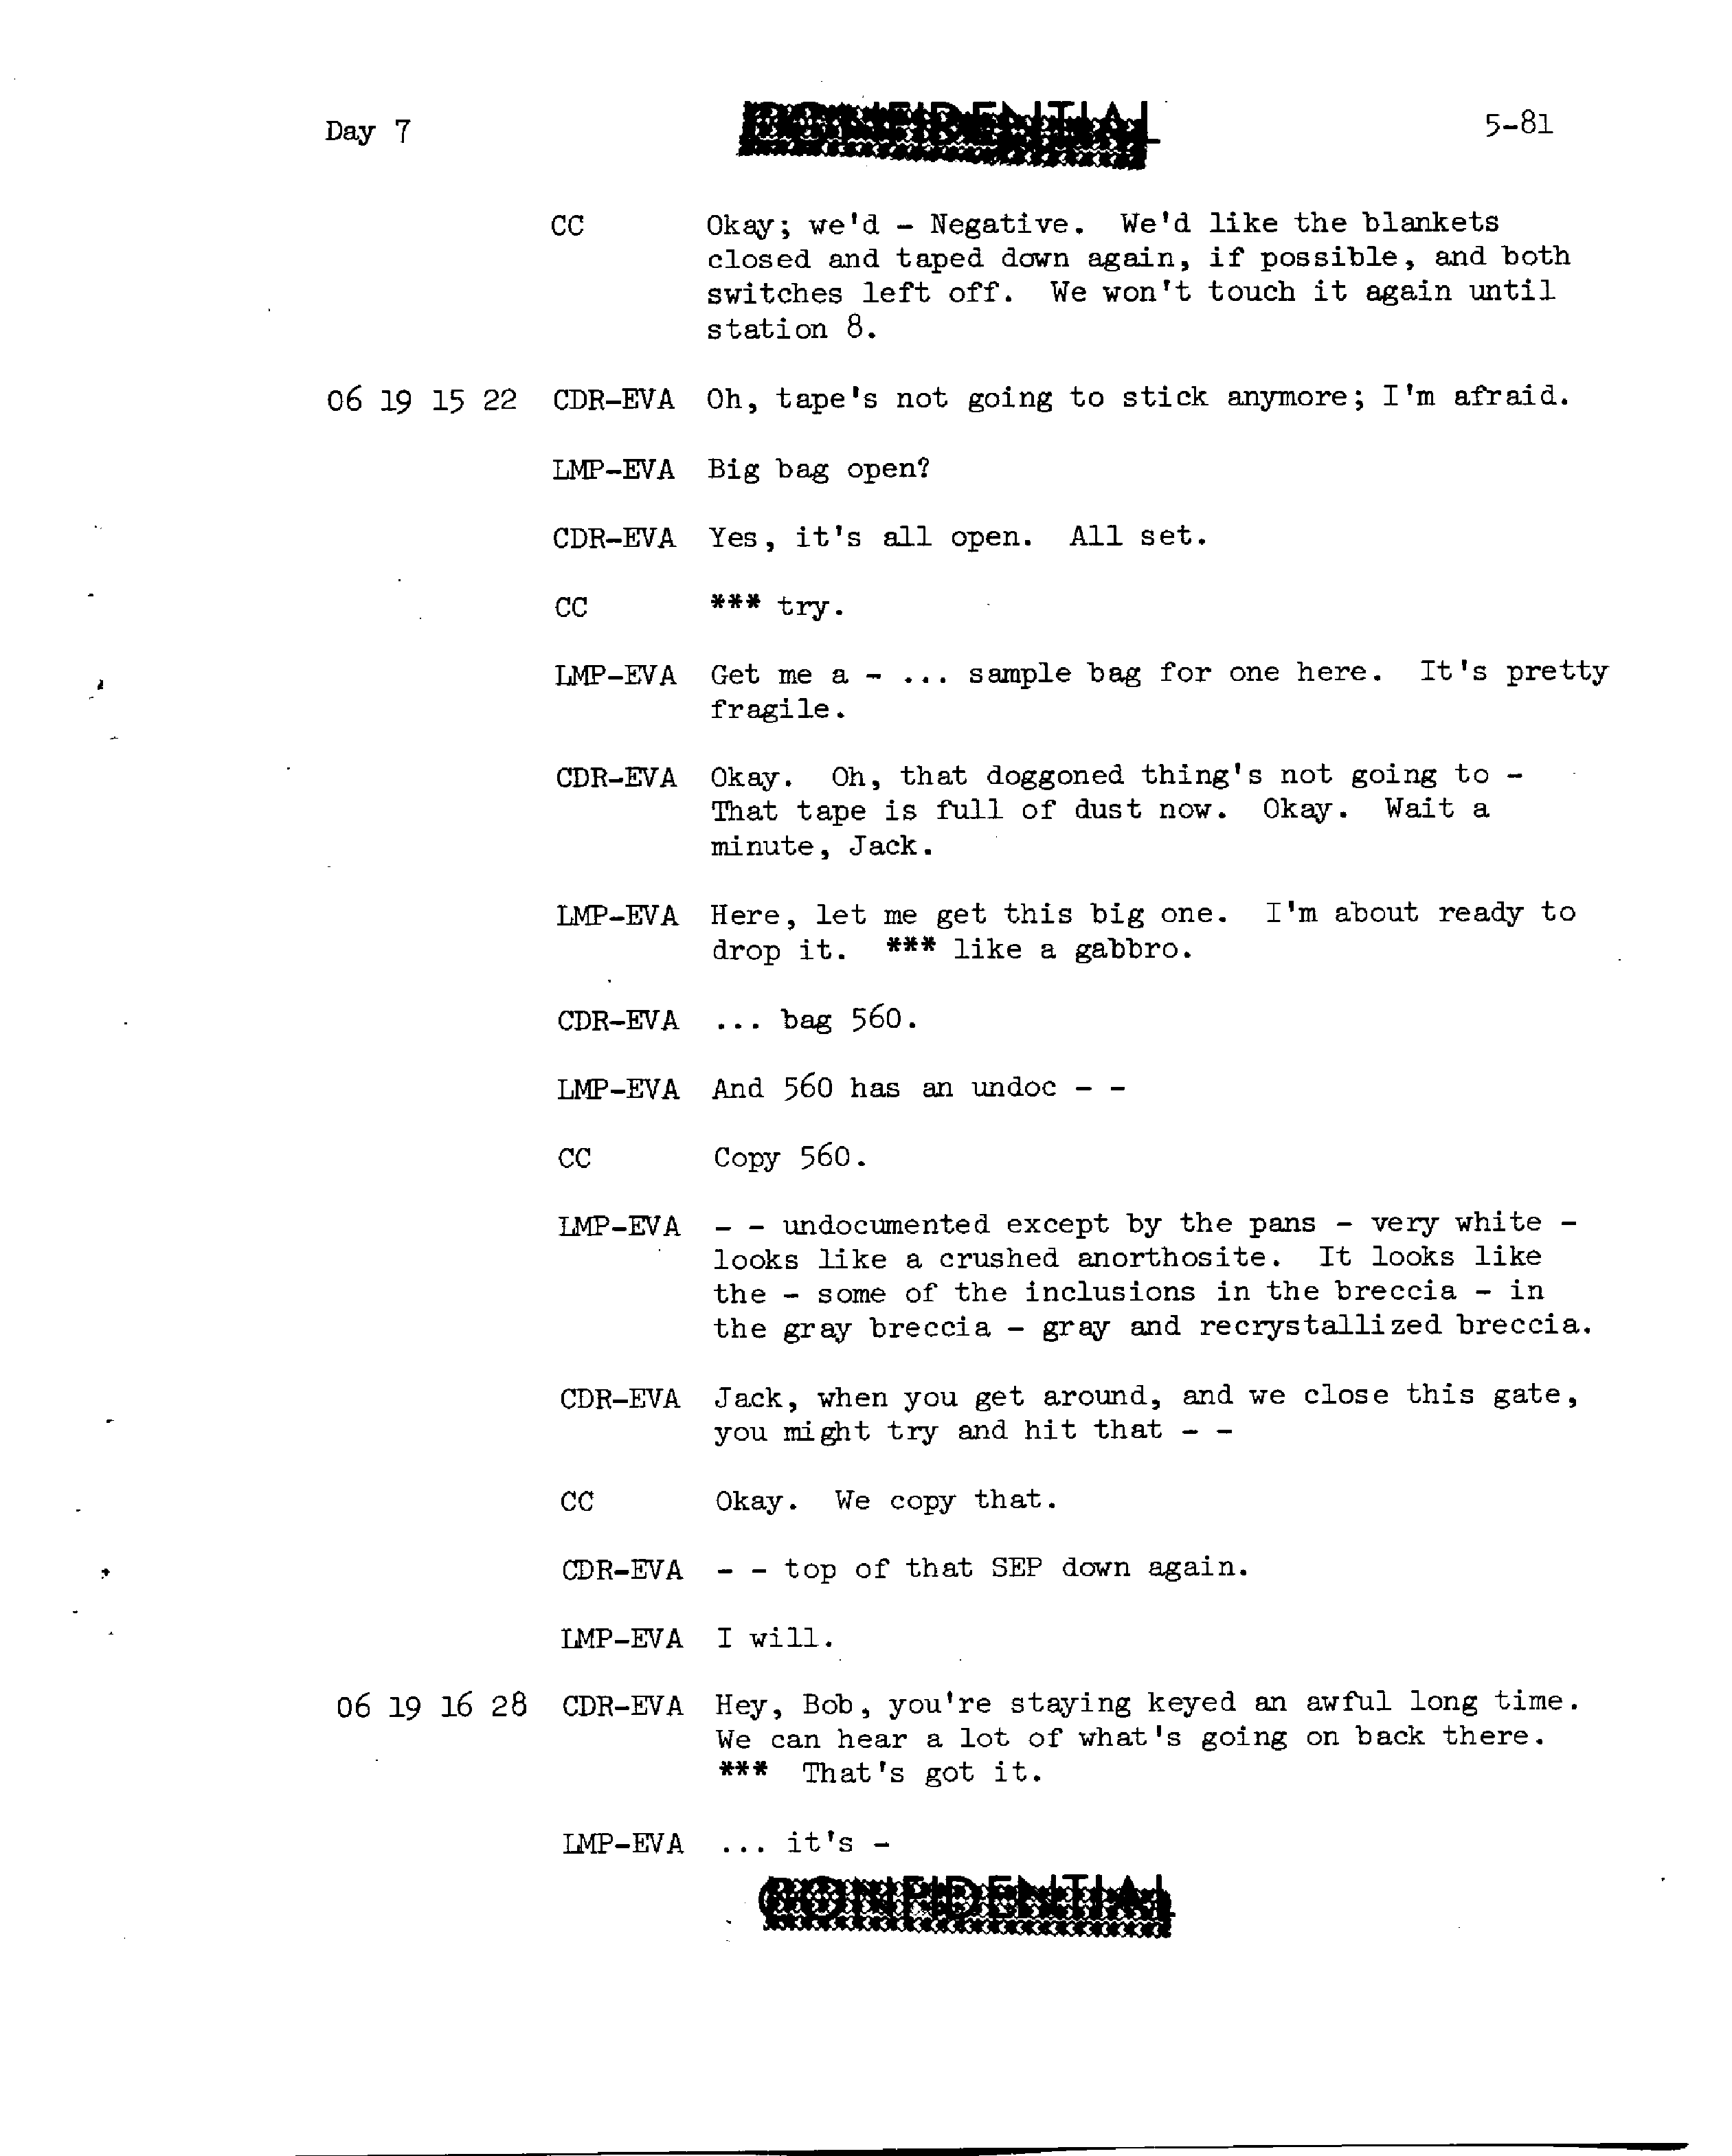 Day 7
CONFIDENTIAL
5-81
CC Okay; we'd - Negative. We'd like the blankets
closed and taped down again, if possible, and both
switches left off. We won't touch it again until
station 8.
06 19 15 22 CDR-EVA Oh, tape's not going to stick anymore; I'm afraid.
LMP-EVA Big bag open?
CDR-EVA Yes, it's all open. All set.
CC *** try.
LMP-EVA Get me a - ... sample bag for one here. It's pretty
fragile.
CDR-EVA Okay. Oh, that doggoned thing's not going to -
That tape is full of dust now. Okay. Wait a
minute, Jack.
LMP-EVA Here, let me get this big one. I'm about ready to
drop it. *** like a gabbro.
CDR-EVA ... bag 560.
LMP-EVA And 560 has an undoc - -
CC Copy 560.
LMP-EVA - - undocumented except by the pans - very white -
looks like a crushed anorthosite. It looks like
the - some of the inclusions in the breccia - in
the gray breccia - gray and recrystallized breccia.
CDR-EVA Jack, when you get around, and we close this gate,
you might try and hit that - -
CC Okay. We copy that.
CDR-EVA - - top of that SEP down again.
LMP-EVA I will.
06 19 16 28 CDR-EVA Hey, Bob, you're staying keyed an awful long time.
We can hear a lot of what's going on back there.
*** That's got it.
LMP-EVA ... it's -
CONFIDENTIAL